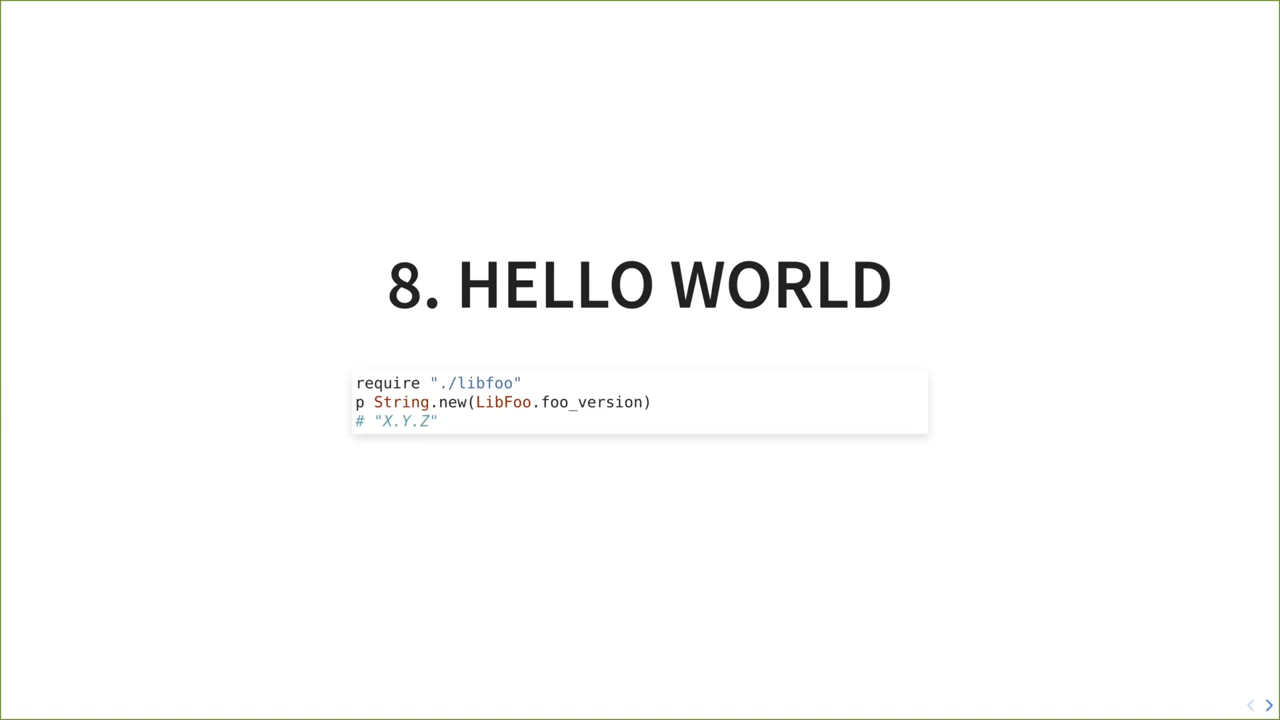 8. HELLO WORLD
require "./libfoo"
p String.new(LibFoo.foo_version)
# "X.Y.Z"